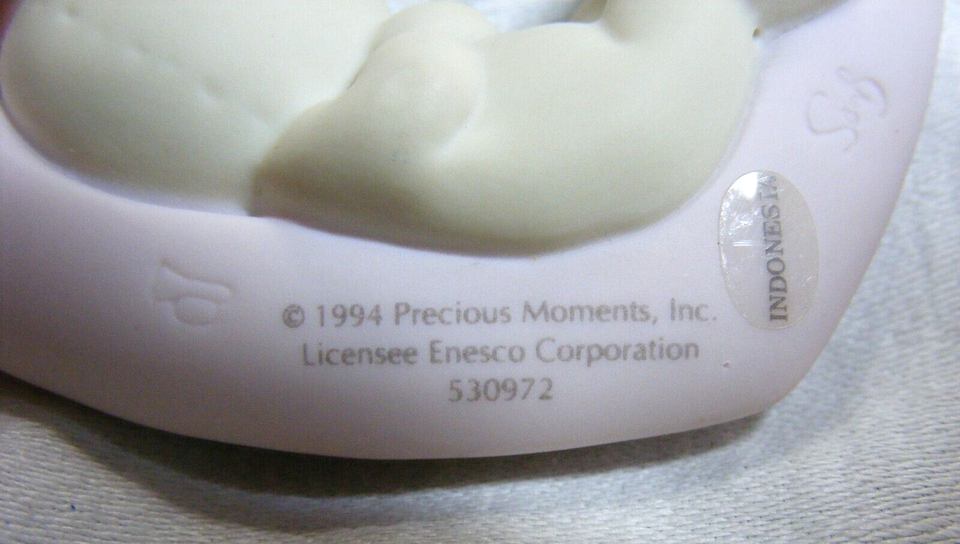 © 1994 Precious Moments, Inc.
Licensee Enesco Corporation
530972
INDONESIA